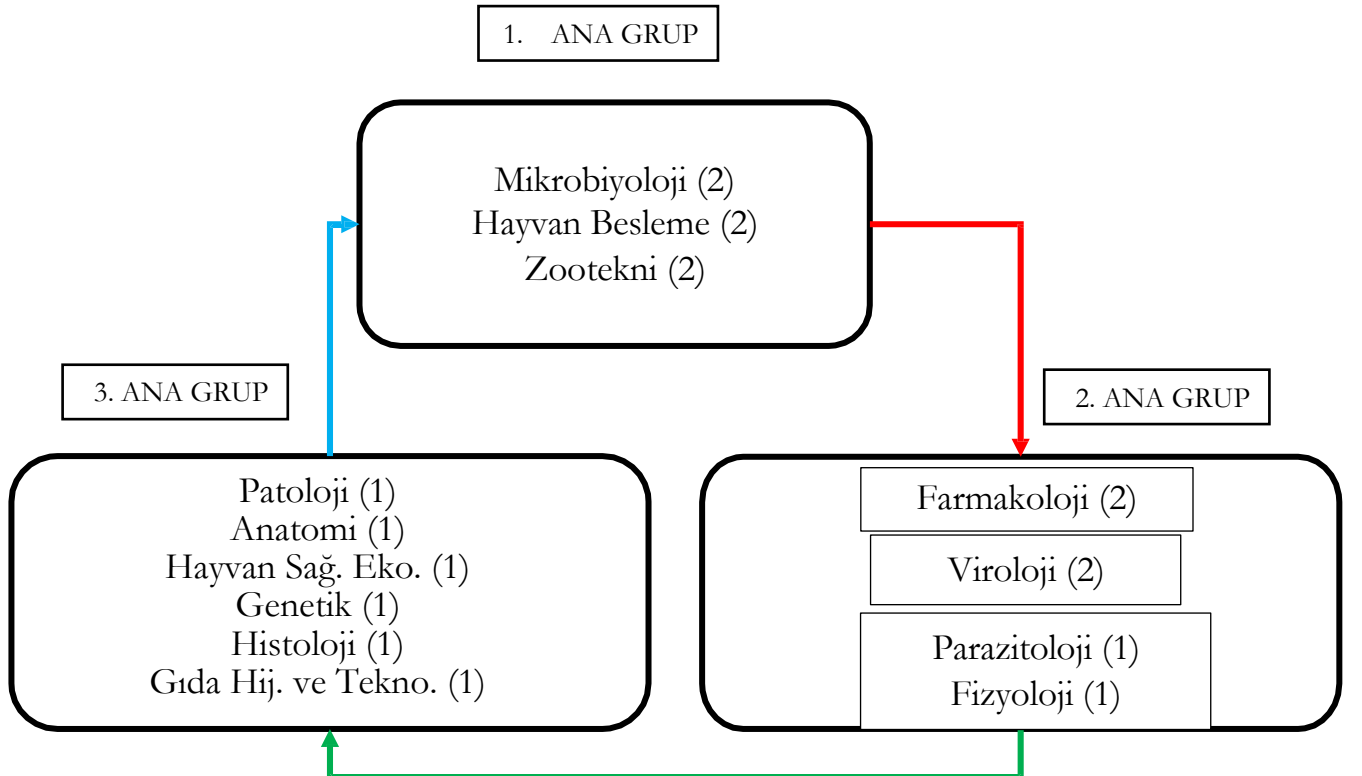 1. ANA GRUP
Mikrobiyoloji (2)
Hayvan Besleme (2)
Zootekni (2)
3. ANA GRUP
2. ANA GRUP
Patoloji (1)
Anatomi (1)
Hayvan Sağ. Eko. (1)
Genetik (1)
Histoloji (1)
Gıda Hij. ve Tekno. (1)
Farmakoloji (2)
Viroloji (2)
Parazitoloji (1)
Fizyoloji (1)